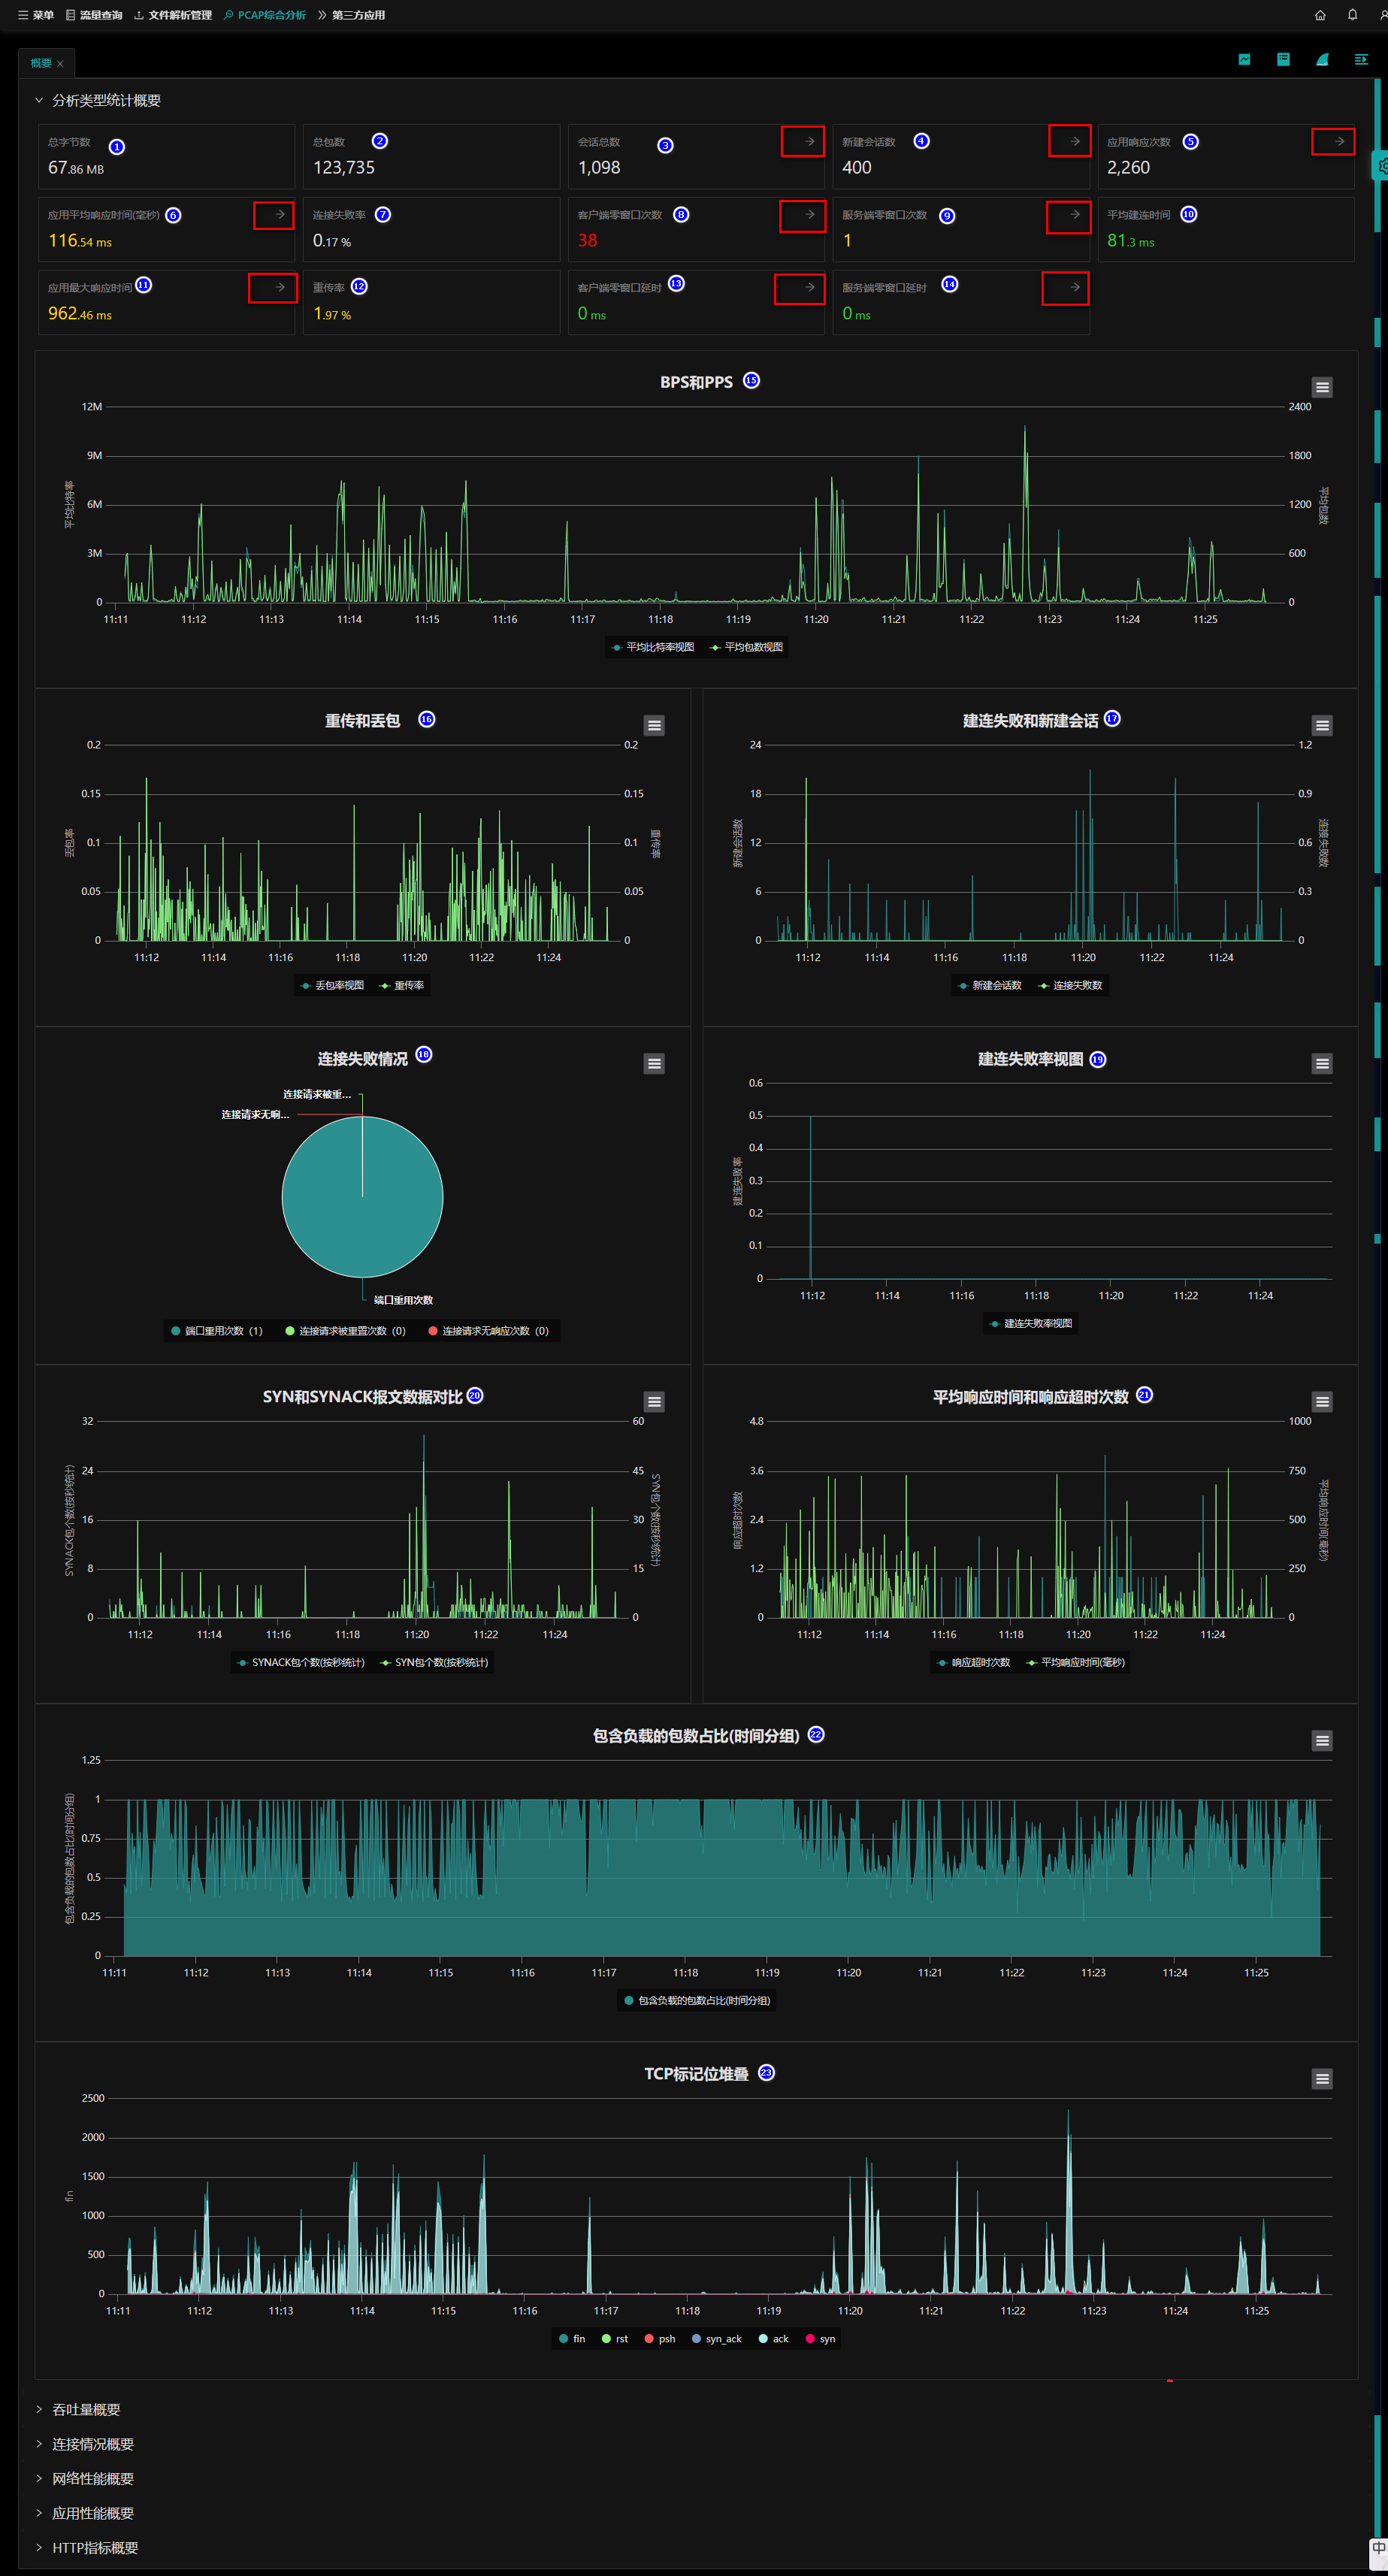 菜单 流量查询 文件解析管理 PCAP综合分析 第三方应用
概要
分析类型统计概要
总字节数 1
67.86 MB
总包数 2
123,735
会话总数 3
1,098
新建会话数 4
400
应用响应次数 5
2,260
应用平均响应时间(毫秒) 6
116.54 ms
连接失败率 7
0.17 %
客户端零窗口次数 8
38
服务端零窗口次数 9
1
平均建连时间 10
81.3 ms
应用最大响应时间 11
962.46 ms
重传率 12
1.97 %
客户端零窗口延时 13
0 ms
服务端零窗口延时 14
0 ms
BPS和PPS 15
12M 9M 6M 3M 0
平均比特率
2400 1800 1200 600 0
平均包数
11:11 11:12 11:13 11:14 11:15 11:16 11:17 11:18 11:19 11:20 11:21 11:22 11:23 11:24 11:25
平均比特率视图 平均包数视图
重传和丢包 16
0.2 0.15 0.1 0.05 0
丢包率
0.2 0.15 0.1 0.05 0
重传率
11:12 11:14 11:16 11:18 11:20 11:22 11:24
丢包率视图 重传率
建连失败和新建会话 17
24 18 12 6 0
新建会话数
1.2 0.9 0.6 0.3 0
连接失败数
11:12 11:14 11:16 11:18 11:20 11:22 11:24
新建会话数 连接失败数
连接失败情况 18
连接请求被重...
连接请求无响...
端口重用次数
端口重用次数（1） 连接请求被重置次数（0） 连接请求无响应次数（0）
建连失败率视图 19
0.6 0.5 0.4 0.3 0.2 0.1 0
建连失败率
11:12 11:14 11:16 11:18 11:20 11:22 11:24
建连失败率视图
SYN和SYNACK报文数据对比 20
32 24 16 8 0
SYNACK包个数(按秒统计)
60 45 30 15 0
SYN包个数(按秒统计)
11:12 11:14 11:16 11:18 11:20 11:22 11:24
SYNACK包个数(按秒统计) SYN包个数(按秒统计)
平均响应时间和响应超时次数 21
4.8 3.6 2.4 1.2 0
响应超时次数
1000 750 500 250 0
平均响应时间(毫秒)
11:12 11:14 11:16 11:18 11:20 11:22 11:24
响应超时次数 平均响应时间(毫秒)
包含负载的包数占比(时间分组) 22
1.25 1 0.75 0.5 0.25 0
包含负载的包数占比(时间分组)
11:11 11:12 11:13 11:14 11:15 11:16 11:17 11:18 11:19 11:20 11:21 11:22 11:23 11:24 11:25
包含负载的包数占比(时间分组)
TCP标记位堆叠 23
2500 2000 1500 1000 500 0
fin
11:11 11:12 11:13 11:14 11:15 11:16 11:17 11:18 11:19 11:20 11:21 11:22 11:23 11:24 11:25
fin rst psh syn_ack ack syn
吞吐量概要
连接情况概要
网络性能概要
应用性能概要
HTTP指标概要
中